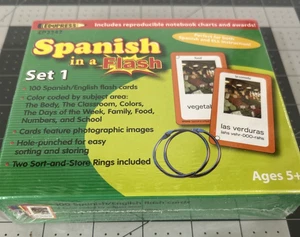 Edupress
Includes reproducible notebook charts and awards!
Spanish
in a Flash
Set 1
100 Spanish/English flash cards
Color coded by subject area:
The Body, The Classroom, Colors,
The Days of the Week, Family, Food,
Numbers, and School
Cards feature photographic images
Hole-punched for easy
sorting and storing
Two Sort-and-Store Rings included
vegetal
las verduras
Ages 5+